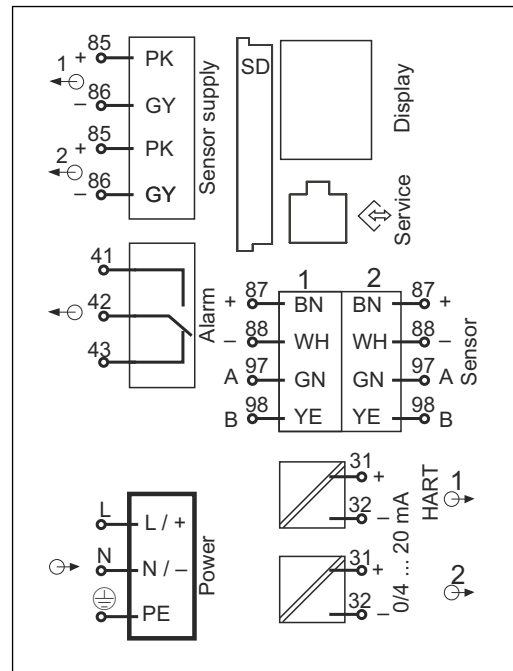 85
1 + PK
86
– GY
85
2 + PK
86
– GY
Sensor supply
SD
Display
Service
41
42
43
Alarm
1 2
87 BN BN 87
+ +
88 WH WH 88
– –
97 GN GN 97
A A
98 YE YE 98
B B
Sensor
L L / +
N N / –
PE
Power
31
+
32
–
31
+
32
–
0/4 ... 20 mA
HART
1
2